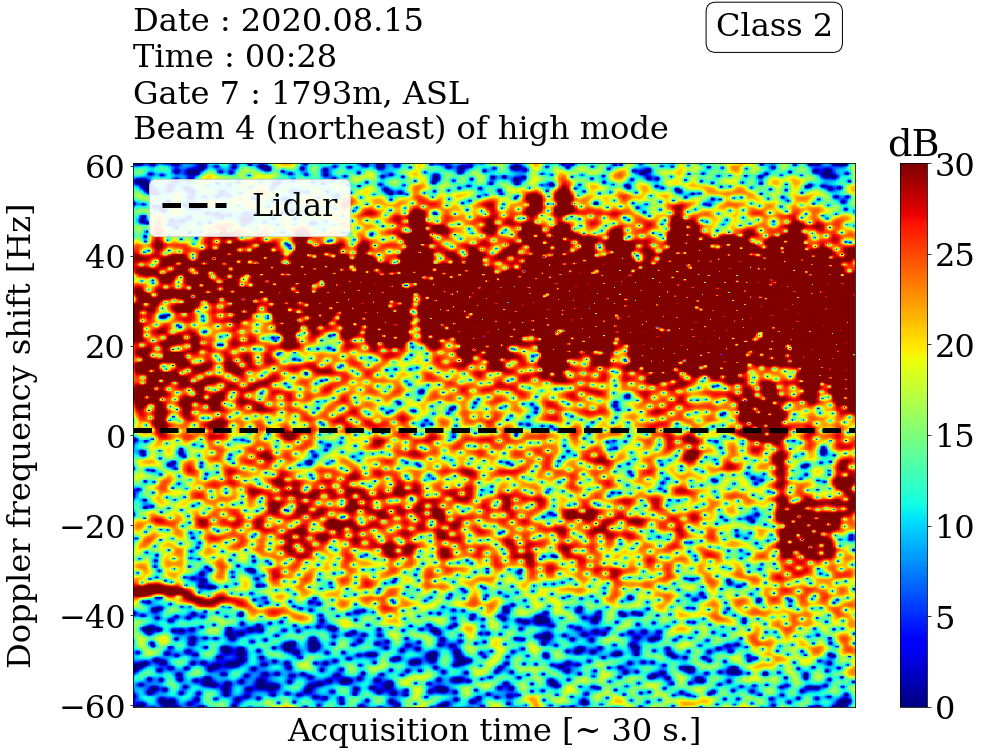 Date : 2020.08.15
Time : 00:28
Gate 7 : 1793m, ASL
Beam 4 (northeast) of high mode
Class 2
dB
Lidar
Doppler frequency shift [Hz]
60
40
20
0
−20
−40
−60
Acquisition time [~ 30 s.]
30
25
20
15
10
5
0